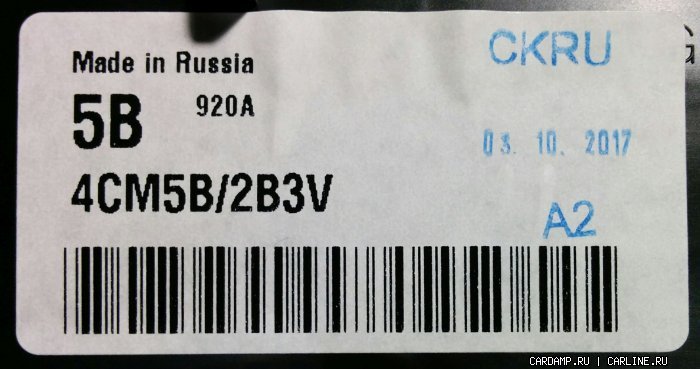 Made in Russia
CKRU
5B 920A
03. 10. 2017
4CM5B/2B3V
A2
CARDAMP.RU | CARLINE.RU